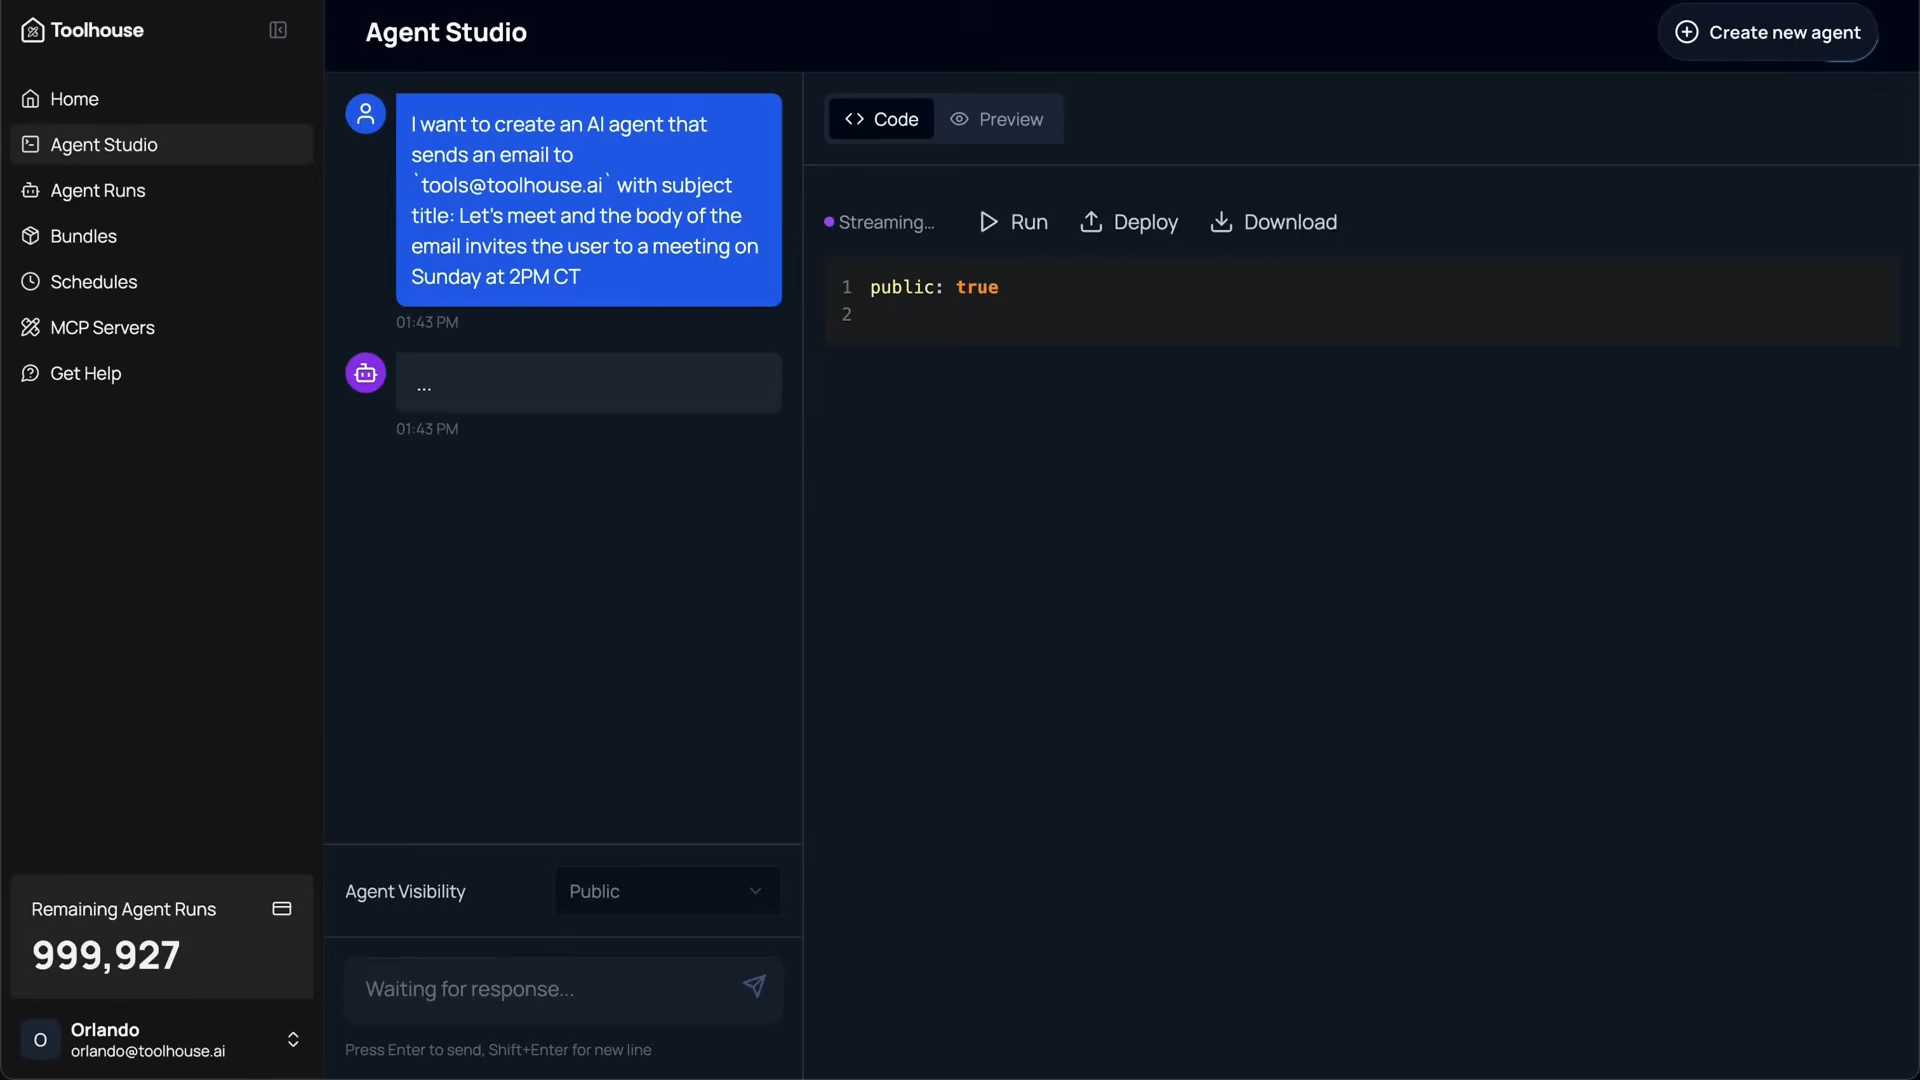 Toolhouse
Home
Agent Studio
Agent Runs
Bundles
Schedules
MCP Servers
Get Help
Remaining Agent Runs
999,927
O
Orlando
orlando@toolhouse.ai
Agent Studio
Create new agent
I want to create an AI agent that
sends an email to
`tools@toolhouse.ai` with subject
title: Let's meet and the body of the
email invites the user to a meeting on
Sunday at 2PM CT
01:43 PM
...
01:43 PM
Agent Visibility
Public
Waiting for response...
Press Enter to send, Shift+Enter for new line
Code
Preview
Streaming...
Run
Deploy
Download
1 public: true
2